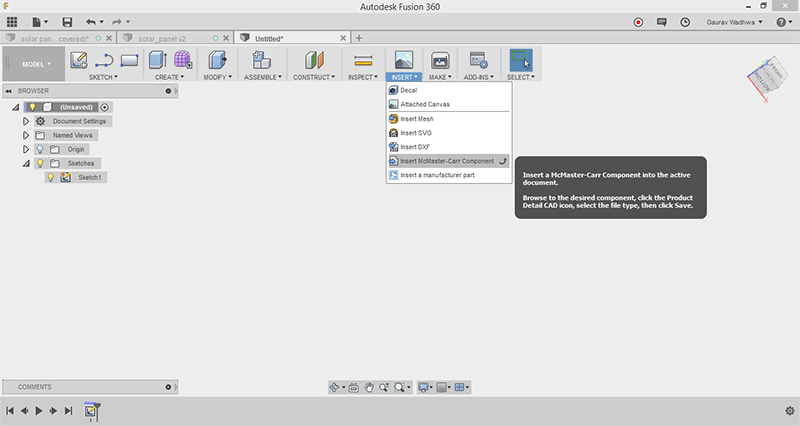 Autodesk Fusion 360
Gaurav Wadhwa
solar pan...covered)*
solar_panel v2
Untitled*
MODEL
SKETCH
CREATE
MODIFY
ASSEMBLE
CONSTRUCT
INSPECT
INSERT
MAKE
ADD-INS
SELECT
BROWSER
(Unsaved)
Document Settings
Named Views
Origin
Sketches
Sketch1
Decal
Attached Canvas
Insert Mesh
Insert SVG
Insert DXF
Insert McMaster-Carr Component
Insert a manufacturer part
Insert a McMaster-Carr Component into the active
document.
Browse to the desired component, click the Product
Detail CAD icon, select the file type, then click Save.
COMMENTS